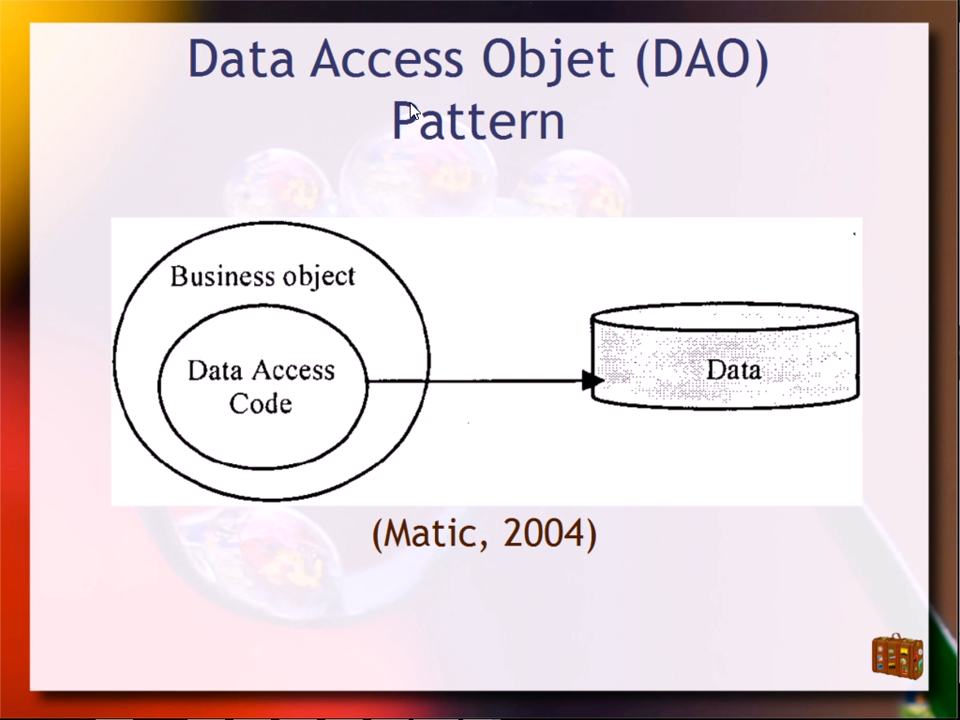 Data Access Objet (DAO)
Pattern
Business object
Data Access
Code
Data
(Matic, 2004)